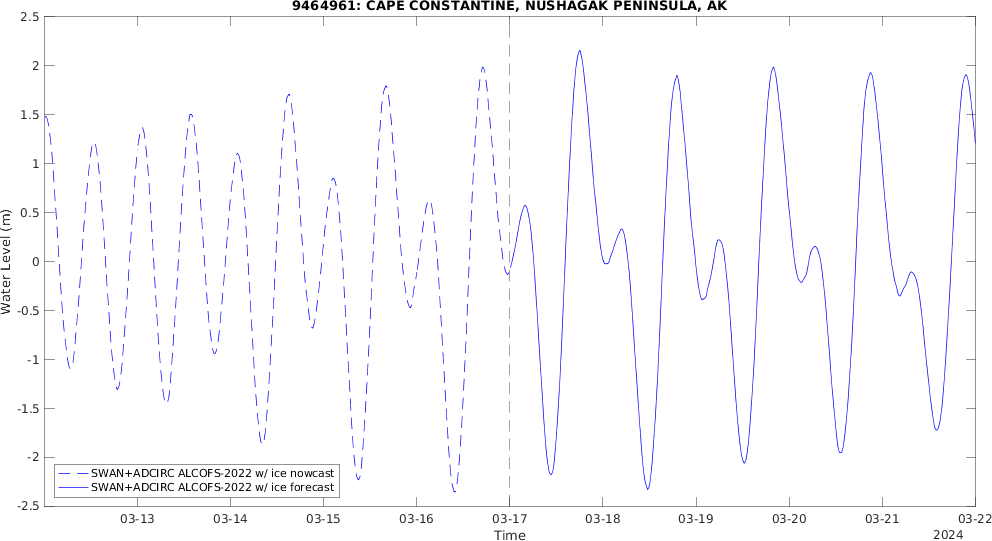 9464961: CAPE CONSTANTINE, NUSHAGAK PENINSULA, AK
2.5
2
1.5
1
0.5
0
-0.5
-1
-1.5
-2
-2.5
Water Level (m)
SWAN+ADCIRC ALCOFS-2022 w/ ice nowcast
SWAN+ADCIRC ALCOFS-2022 w/ ice forecast
03-13 03-14 03-15 03-16 03-17 03-18 03-19 03-20 03-21 03-22
Time
2024